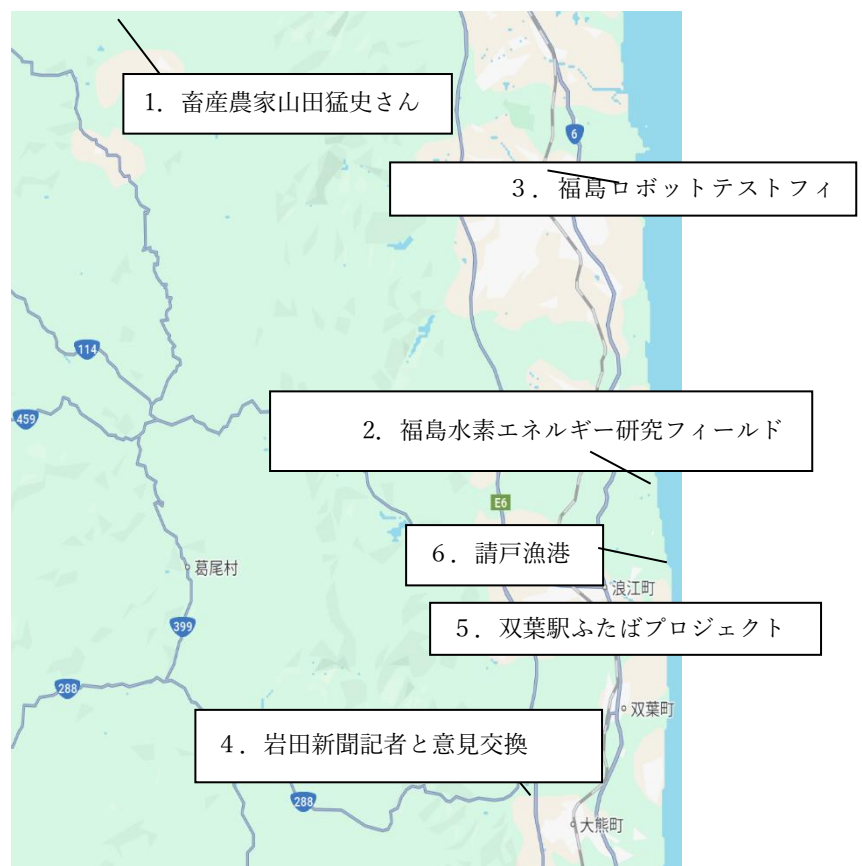 1．畜産農家山田猛史さん
6
３．福島ロボットテストフィ
114
459
2．福島水素エネルギー研究フィールド
E6
６．請戸漁港
葛尾村
浪江町
399
５．双葉駅ふたばプロジェクト
288
双葉町
４．岩田新聞記者と意見交換
288
大熊町